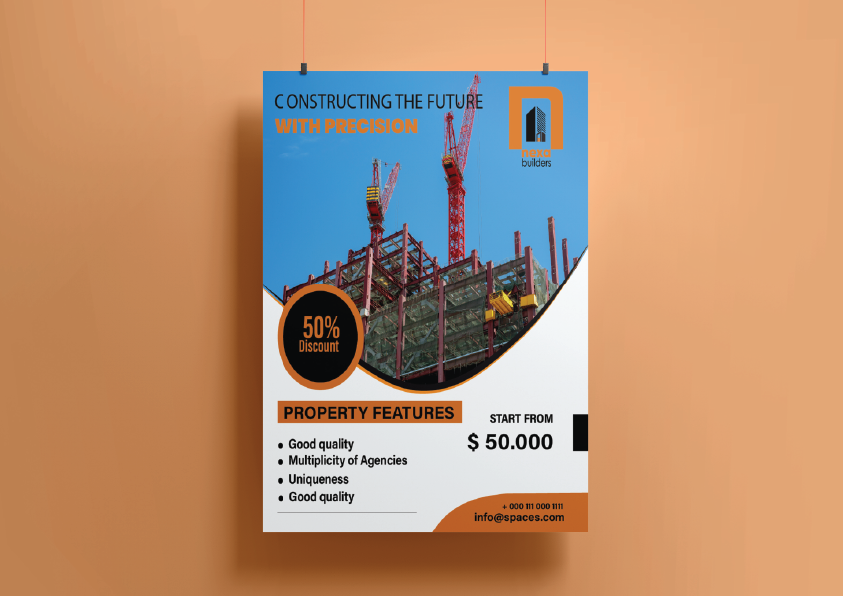 C ONSTRUCTING THE FUTURE
WITH PRECISION
builders
50%
Discount
PROPERTY FEATURES
Good quality
Multiplicity of Agencies
Uniqueness
Good quality
START FROM
$ 50.000
+ 000 111 000 1111
info@spaces.com